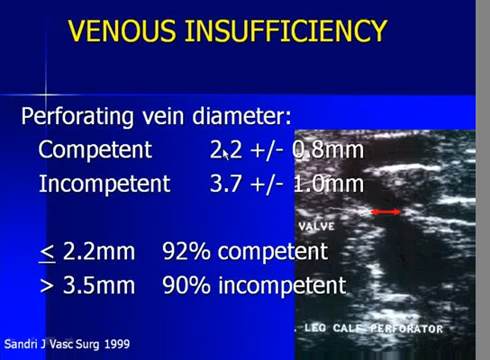 VENOUS INSUFFICIENCY
Perforating vein diameter:
Competent 2.2 +/- 0.8mm
Incompetent 3.7 +/- 1.0mm
VALVE
≤ 2.2mm 92% competent
> 3.5mm 90% incompetent
. LEG CALF PERFORATOR
Sandri J Vasc Surg 1999